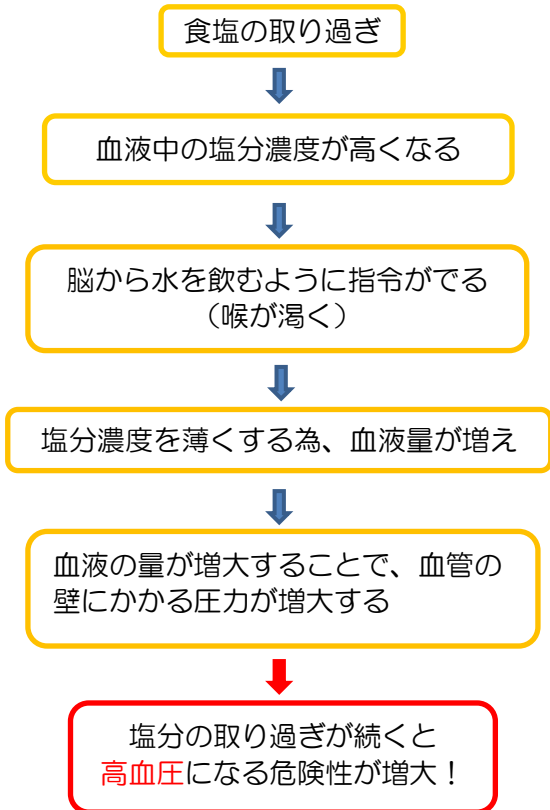 食塩の取り過ぎ
血液中の塩分濃度が高くなる
脳から水を飲むように指令がでる
（喉が渇く）
塩分濃度を薄くする為、血液量が増え
血液の量が増大することで、血管の
壁にかかる圧力が増大する
塩分の取り過ぎが続くと
高血圧になる危険性が増大！